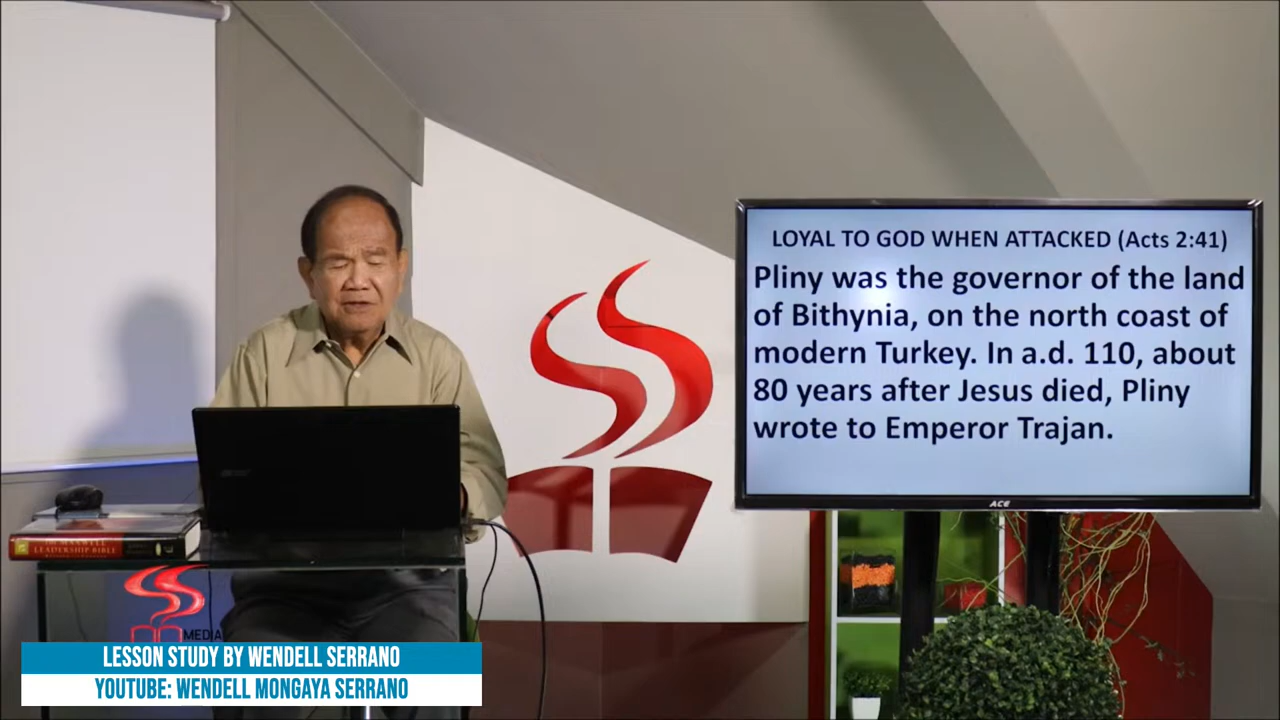 LOYAL TO GOD WHEN ATTACKED (Acts 2:41)
Pliny was the governor of the land
of Bithynia, on the north coast of
modern Turkey. In a.d. 110, about
80 years after Jesus died, Pliny
wrote to Emperor Trajan.
ACE
MAXWELL
LEADERSHIP BIBLE
MEDIA
LESSON STUDY BY WENDELL SERRANO
YOUTUBE: WENDELL MONGAYA SERRANO